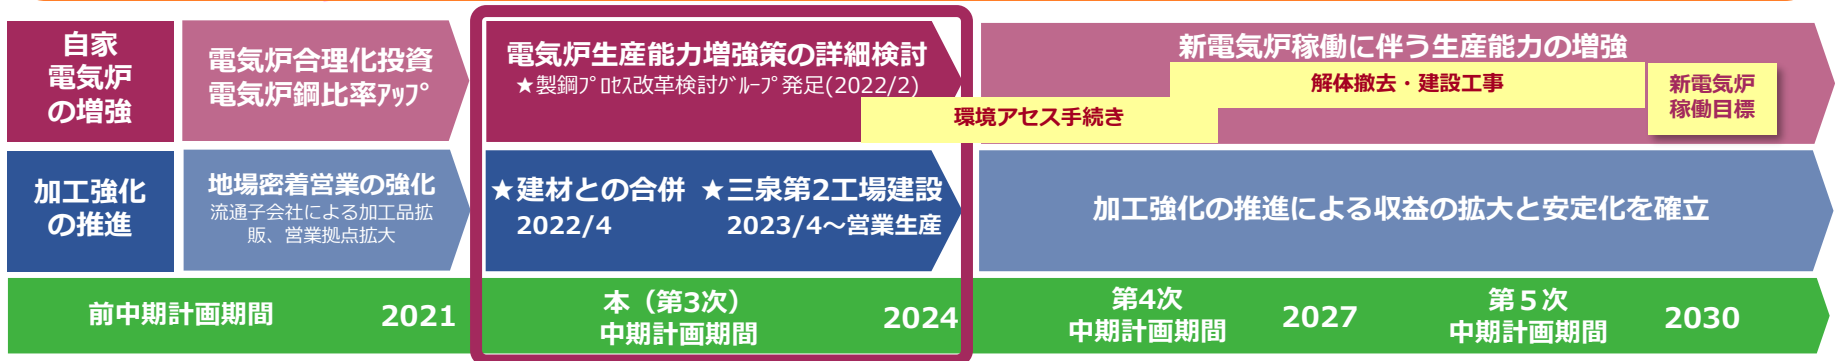 自家
電気炉
の増強
電気炉合理化投資
電気炉鋼比率ｱｯﾌﾟ
電気炉生産能力増強策の詳細検討
★製鋼ﾌﾟﾛｾｽ改革検討ｸﾞﾙｰﾌﾟ発足(2022/2)
新電気炉稼働に伴う生産能力の増強
解体撤去・建設工事
環境アセス手続き
新電気炉
稼働目標
加工強化
の推進
地場密着営業の強化
流通子会社による加工品拡
販、営業拠点拡大
★建材との合併 ★三泉第2工場建設
2022/4 2023/4～営業生産
加工強化の推進による収益の拡大と安定化を確立
前中期計画期間 2021
本（第3次）
中期計画期間 2024
第4次
中期計画期間 2027
第５次
中期計画期間 2030